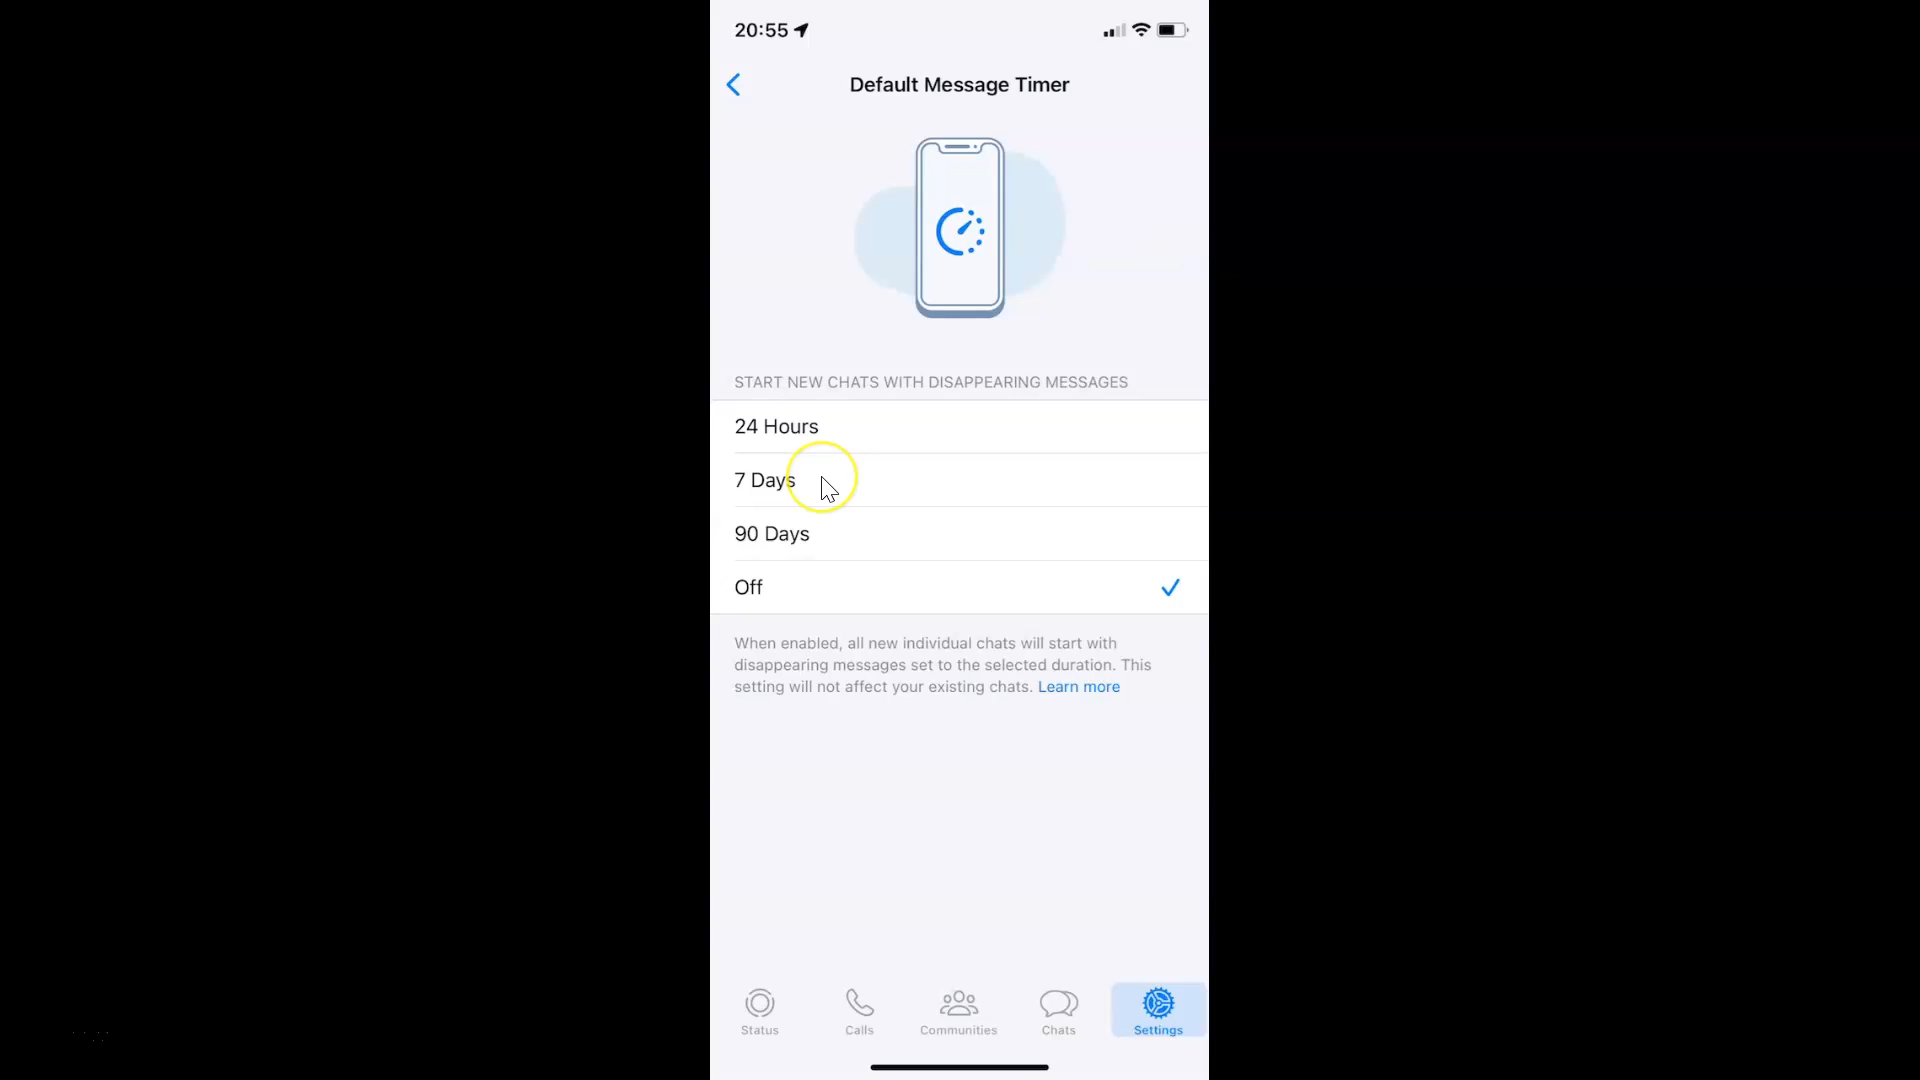 20:55
Default Message Timer
START NEW CHATS WITH DISAPPEARING MESSAGES
24 Hours
7 Days
90 Days
Off
When enabled, all new individual chats will start with
disappearing messages set to the selected duration. This
setting will not affect your existing chats. Learn more
Status
Calls
Communities
Chats
Settings